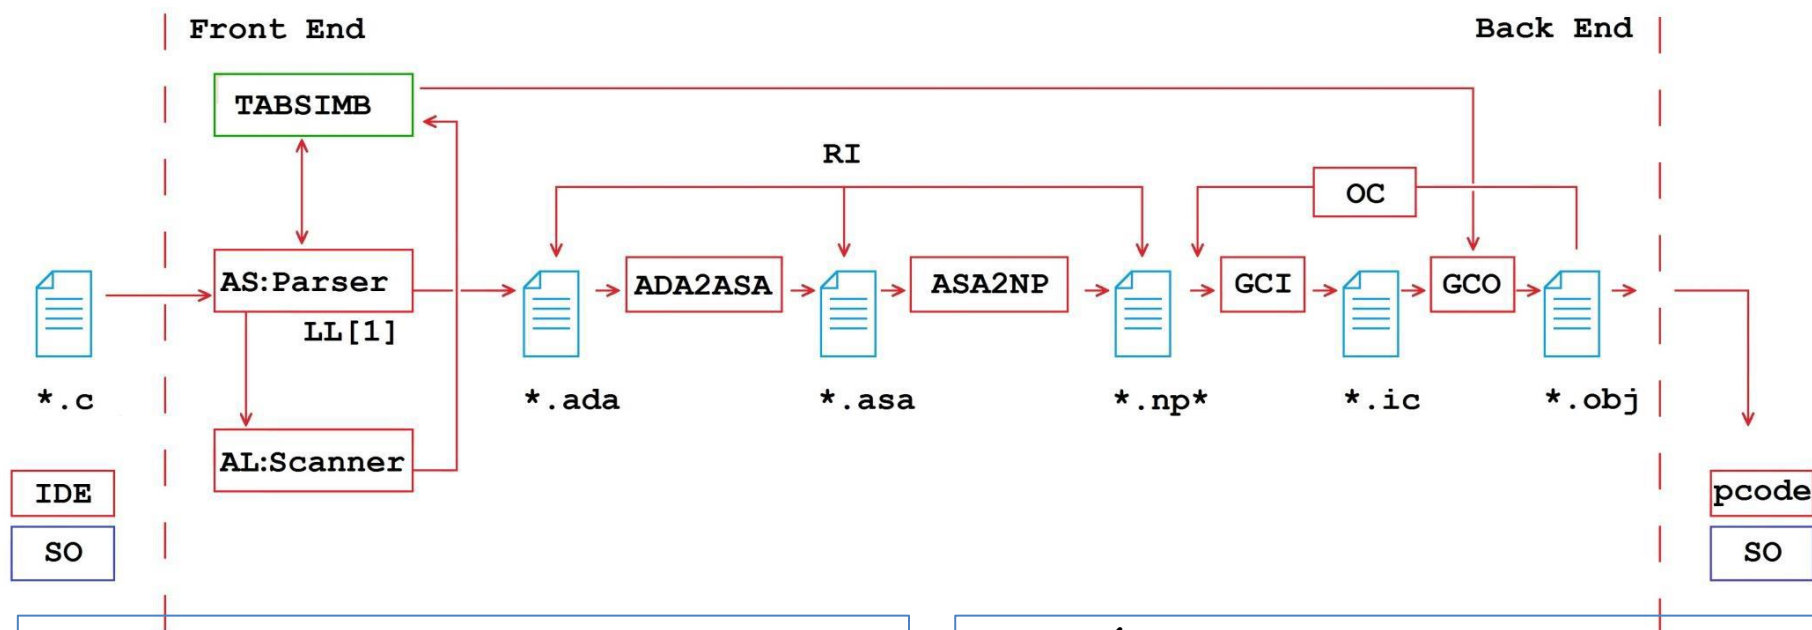 Front End
Back End
TABSIMB
RI
OC
AS:Parser
LL[1]
ADA2ASA
ASA2NP
GCI
GCO
*.c
*.ada
*.asa
*.np*
*.ic
*.obj
AL:Scanner
IDE
SO
pcode
SO